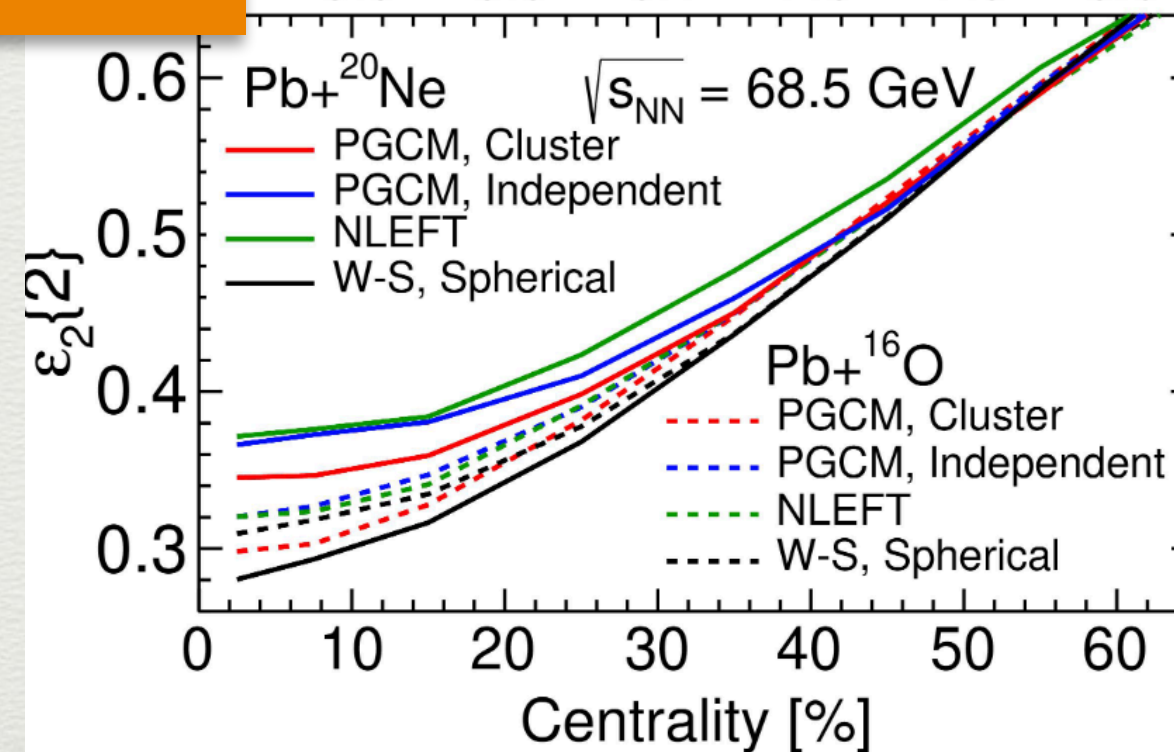 Pb+²⁰Ne √sNN = 68.5 GeV
PGCM, Cluster
PGCM, Independent
NLEFT
W-S, Spherical
Pb+¹⁶O
PGCM, Cluster
PGCM, Independent
NLEFT
W-S, Spherical
ε₂{2}
0.6
0.5
0.4
0.3
0 10 20 30 40 50 60
Centrality [%]